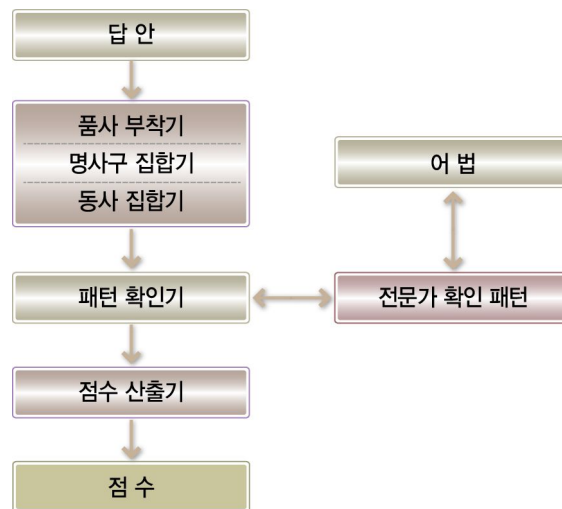 답 안
품사 부착기
명사구 집합기
동사 집합기
어 법
패턴 확인기
전문가 확인 패턴
점수 산출기
점 수